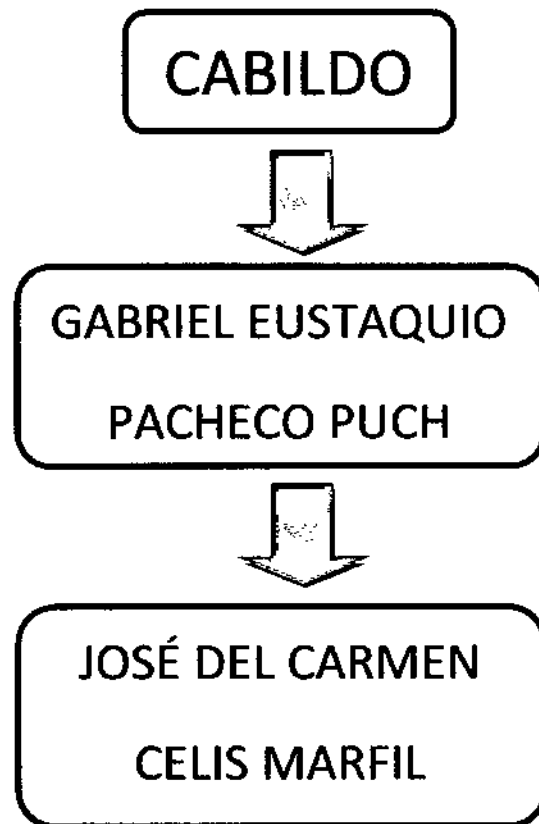 CABILDO
GABRIEL EUSTAQUIO
PACHECO PUCH
JOSÉ DEL CARMEN
CELIS MARFIL